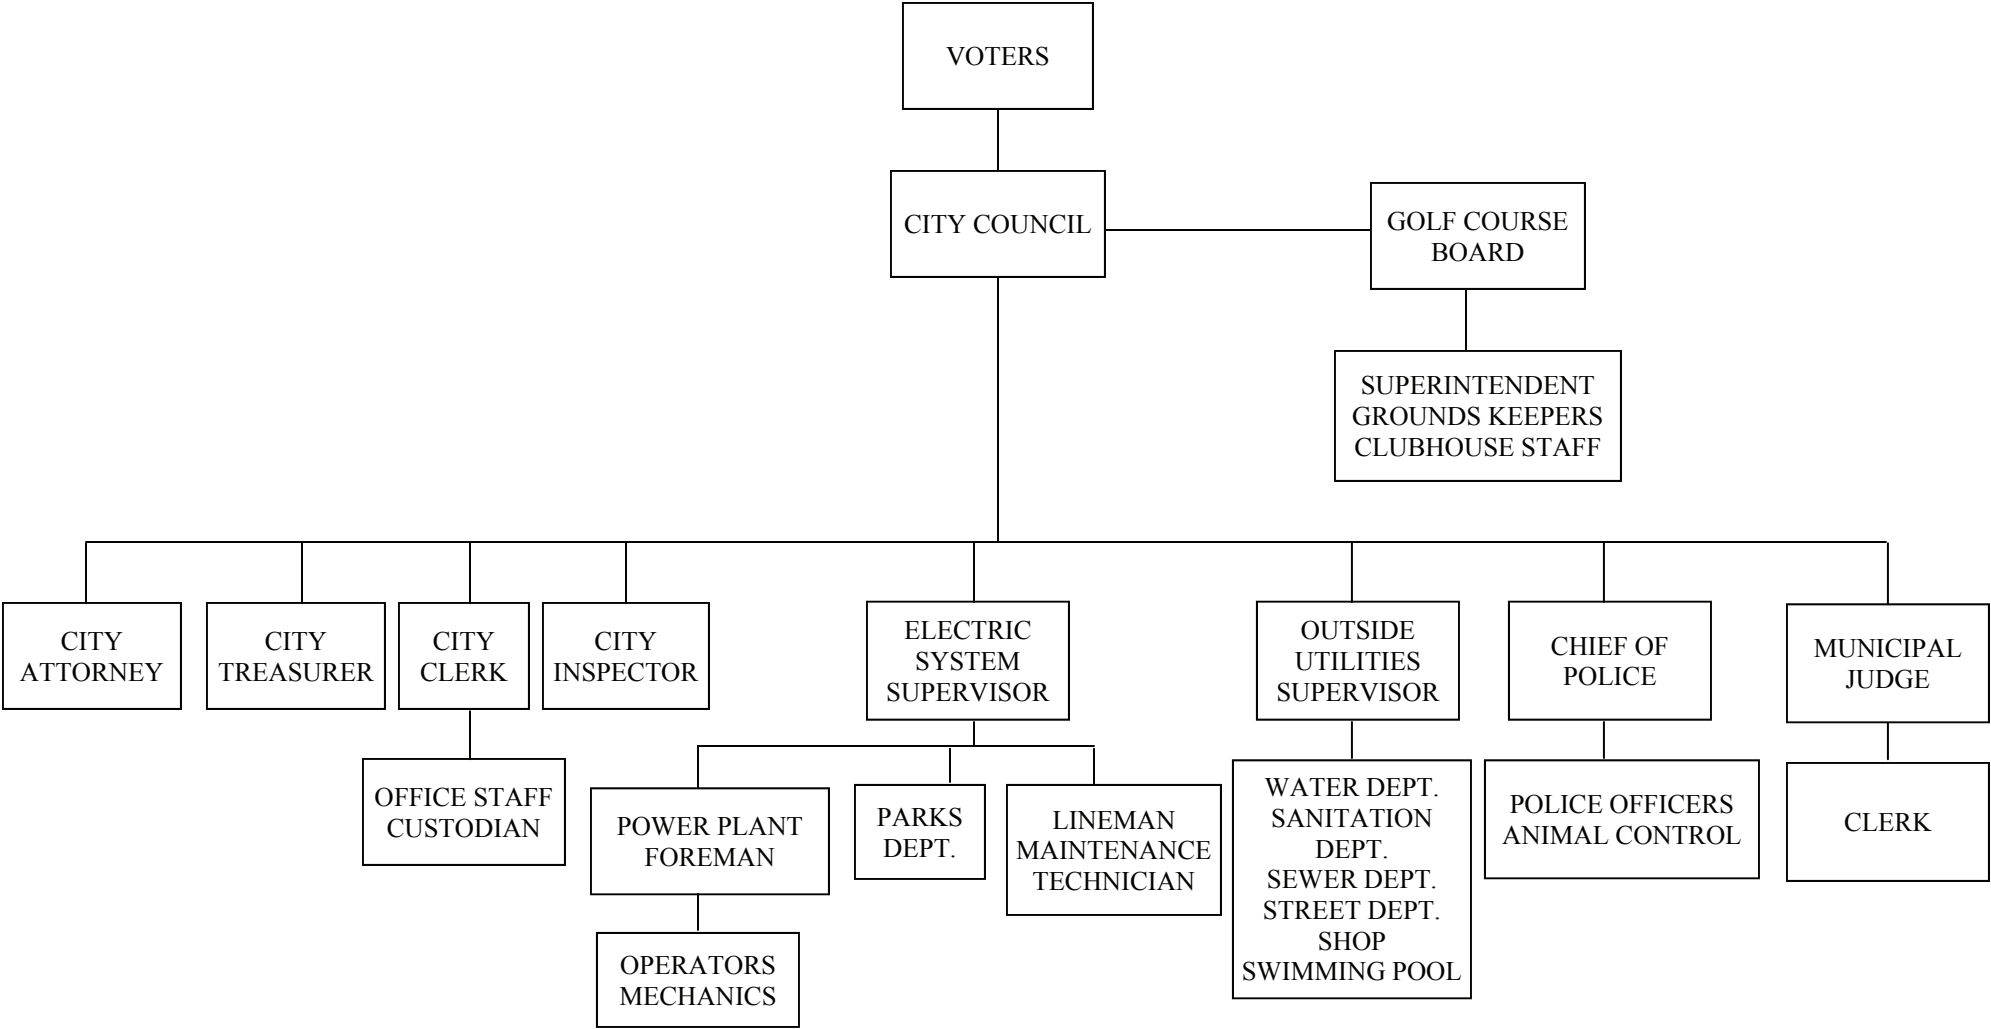 VOTERS
CITY COUNCIL
GOLF COURSE
BOARD
SUPERINTENDENT
GROUNDS KEEPERS
CLUBHOUSE STAFF
CITY
ATTORNEY
CITY
TREASURER
CITY
CLERK
CITY
INSPECTOR
ELECTRIC
SYSTEM
SUPERVISOR
OUTSIDE
UTILITIES
SUPERVISOR
CHIEF OF
POLICE
MUNICIPAL
JUDGE
OFFICE STAFF
CUSTODIAN
POWER PLANT
FOREMAN
PARKS
DEPT.
LINEMAN
MAINTENANCE
TECHNICIAN
WATER DEPT.
SANITATION
DEPT.
SEWER DEPT.
STREET DEPT.
SHOP
SWIMMING POOL
POLICE OFFICERS
ANIMAL CONTROL
CLERK
OPERATORS
MECHANICS